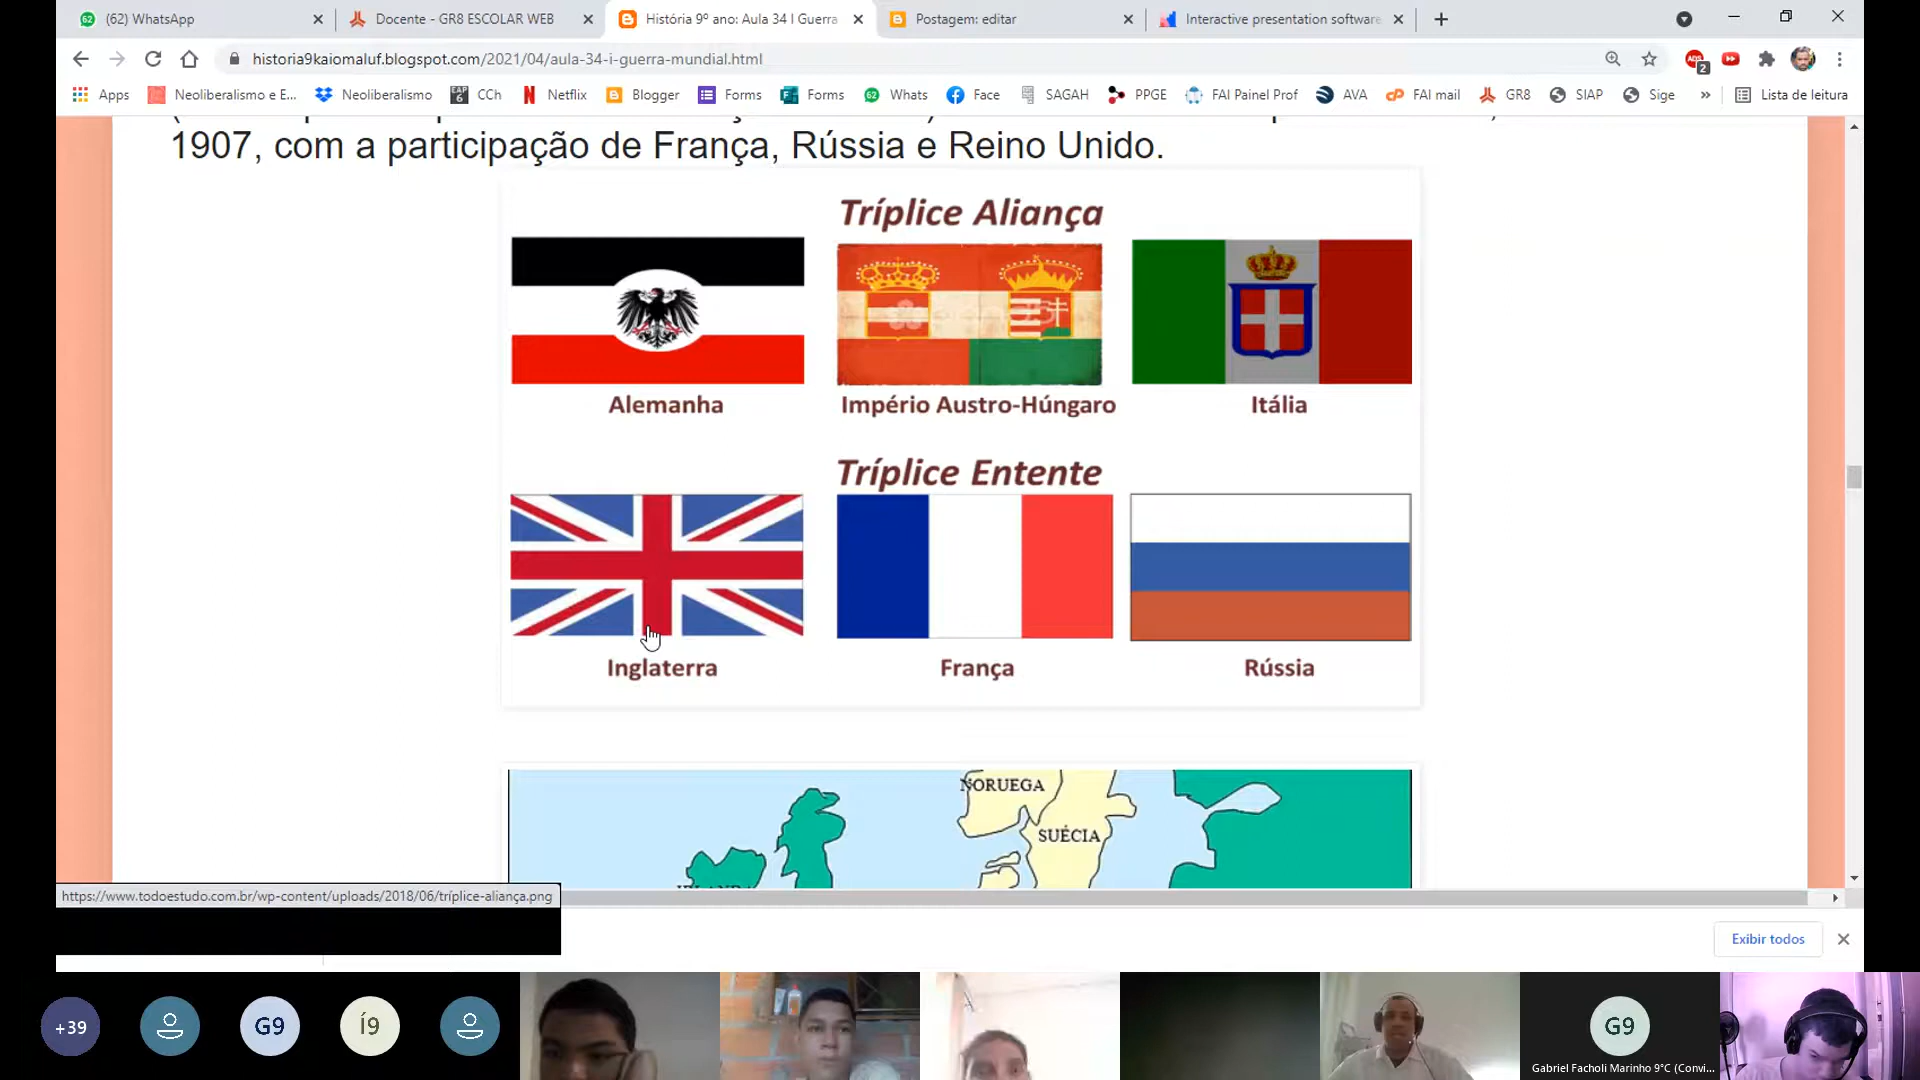 (62) WhatsApp
Docente - GR8 ESCOLAR WEB
História 9º ano: Aula 34 I Guerra
Postagem: editar
Interactive presentation software
historia9kaiomaluf.blogspot.com/2021/04/aula-34-i-guerra-mundial.html
2
Apps
Neoliberalismo e E...
Neoliberalismo
CCh
Netflix
Blogger
Forms
Forms
Whats
Face
SAGAH
PPGE
FAI Painel Prof
AVA
FAI mail
GR8
SIAP
Sige
»
Lista de leitura
1907, com a participação de França, Rússia e Reino Unido.
Tríplice Aliança
Alemanha
Império Austro-Húngaro
Itália
Tríplice Entente
Inglaterra
França
Rússia
NORUEGA
SUÉCIA
https://www.todoestudo.com.br/wp-content/uploads/2018/06/tríplice-aliança.png
Exibir todos
+39
G9
Í9
G9
Gabriel Facholi Marinho 9°C (Convi...